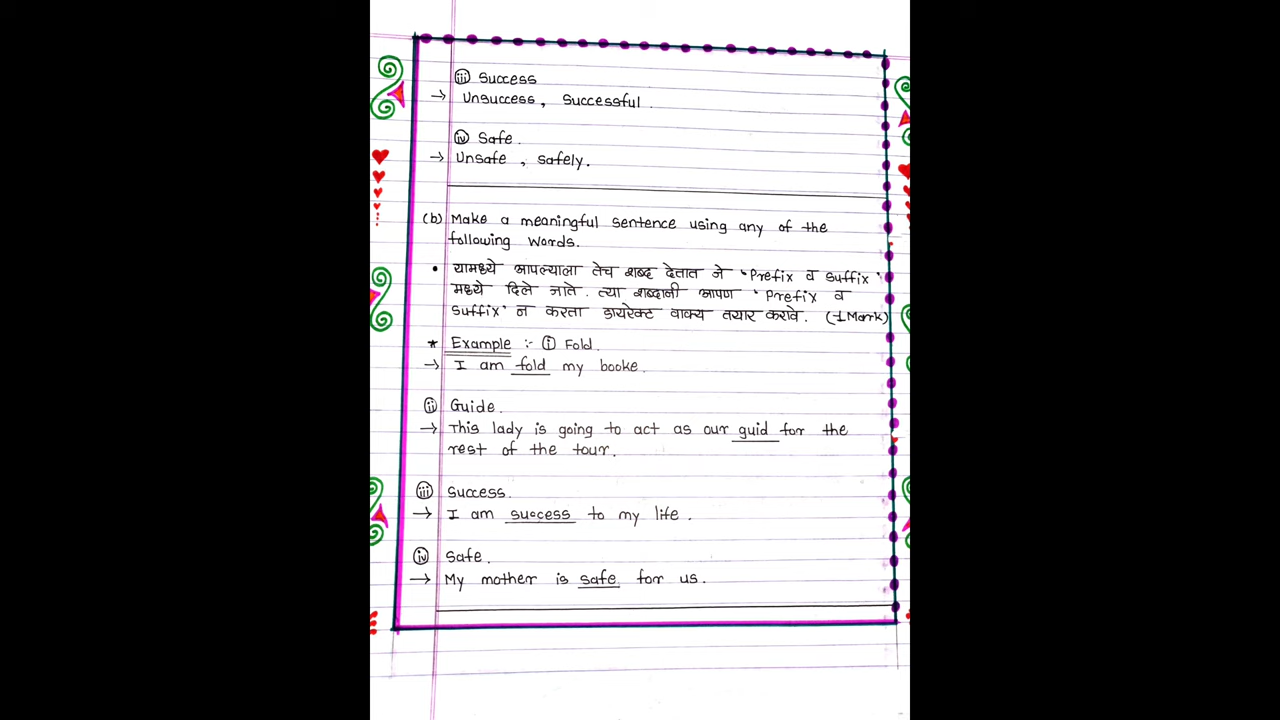 (iii) Success
→ Unsuccess, Successful.
(iv) Safe.
→ Unsafe, safely.
(b) Make a meaningful sentence using any of the
following words.
• यामध्ये आपल्याला तेच शब्द देतात जे 'Prefix व Suffix'
मध्ये दिले जाते. त्या शब्दानी आपण 'Prefix व
Suffix' न करता डायरेक्ट वाक्य तयार करावे. (1 Mark)
* Example :- (i) Fold.
→ I am fold my booke.
(ii) Guide.
→ This lady is going to act as our guid for the
rest of the tour.
(iii) Success.
→ I am success to my life.
(iv) Safe.
→ My mother is safe for us.